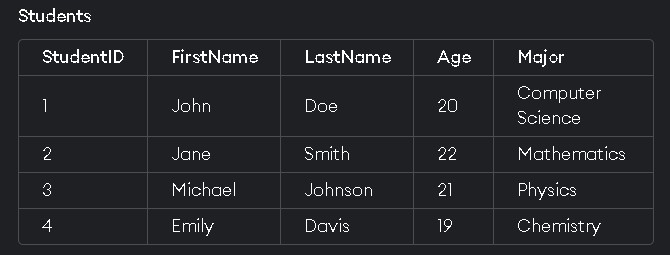 Students
StudentID FirstName LastName Age Major
1 John Doe 20 Computer Science
2 Jane Smith 22 Mathematics
3 Michael Johnson 21 Physics
4 Emily Davis 19 Chemistry